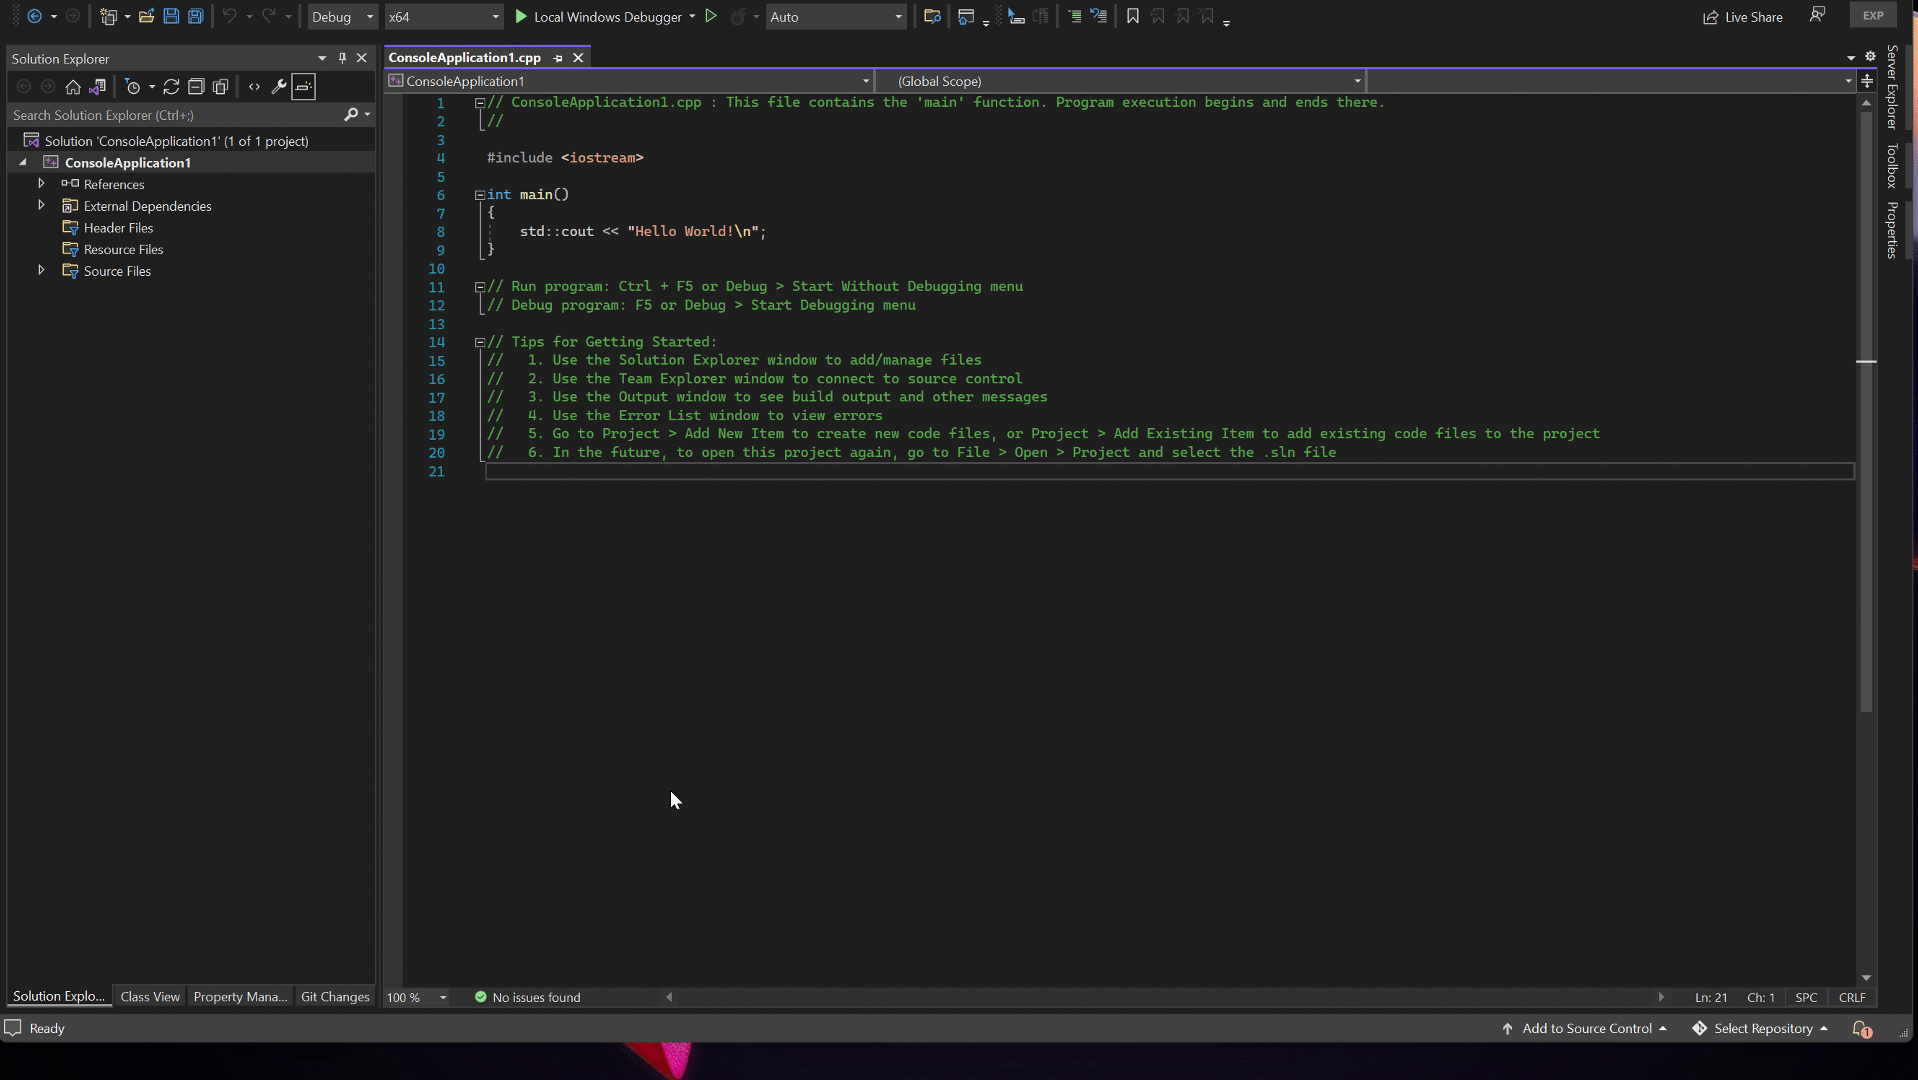 Debug
x64
Local Windows Debugger
Auto
Live Share
EXP
Solution Explorer
Search Solution Explorer (Ctrl+;)
Solution 'ConsoleApplication1' (1 of 1 project)
ConsoleApplication1
References
External Dependencies
Header Files
Resource Files
Source Files
ConsoleApplication1.cpp
ConsoleApplication1
(Global Scope)
1 // ConsoleApplication1.cpp : This file contains the 'main' function. Program execution begins and ends there.
2 //
3
4 #include <iostream>
5
6 int main()
7 {
8 std::cout << "Hello World!\n";
9 }
10
11 // Run program: Ctrl + F5 or Debug > Start Without Debugging menu
12 // Debug program: F5 or Debug > Start Debugging menu
13
14 // Tips for Getting Started:
15 //   1. Use the Solution Explorer window to add/manage files
16 //   2. Use the Team Explorer window to connect to source control
17 //   3. Use the Output window to see build output and other messages
18 //   4. Use the Error List window to view errors
19 //   5. Go to Project > Add New Item to create new code files, or Project > Add Existing Item to add existing code files to the project
20 //   6. In the future, to open this project again, go to File > Open > Project and select the .sln file
21
Server Explorer
Toolbox
Properties
Solution Explo...
Class View
Property Mana...
Git Changes
100 %
No issues found
Ln: 21
Ch: 1
SPC
CRLF
Ready
Add to Source Control
Select Repository
1